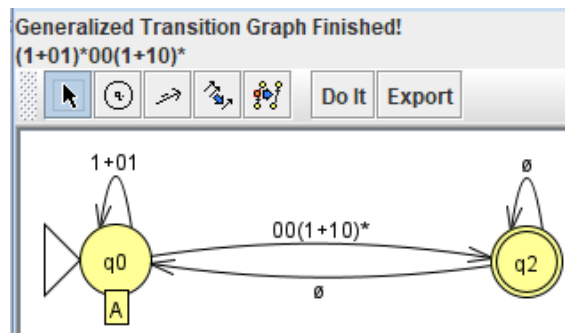 Generalized Transition Graph Finished!
(1+01)*00(1+10)*
q
Do It
Export
1+01
ø
00(1+10)*
q0
q2
ø
A